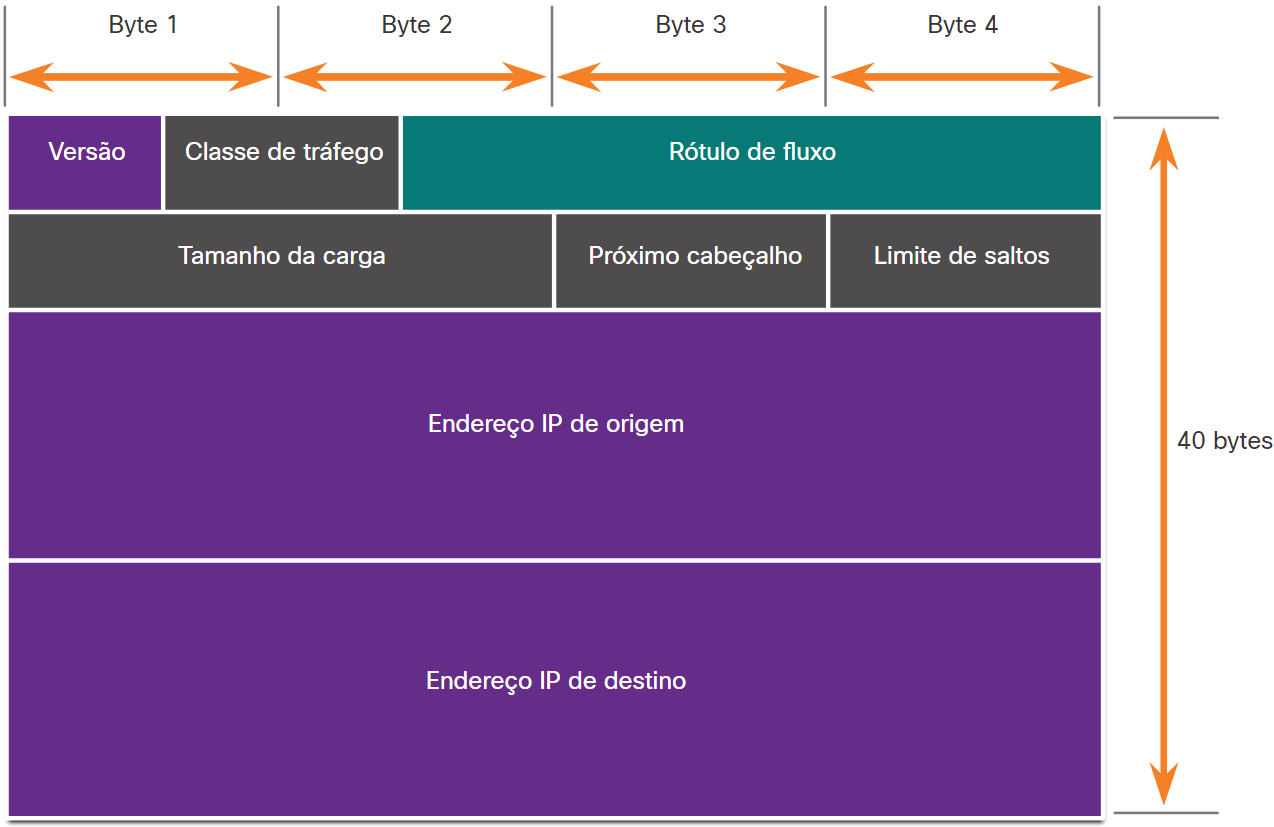 Byte 1
Byte 2
Byte 3
Byte 4
Versão
Classe de tráfego
Rótulo de fluxo
Tamanho da carga
Próximo cabeçalho
Limite de saltos
Endereço IP de origem
40 bytes
Endereço IP de destino